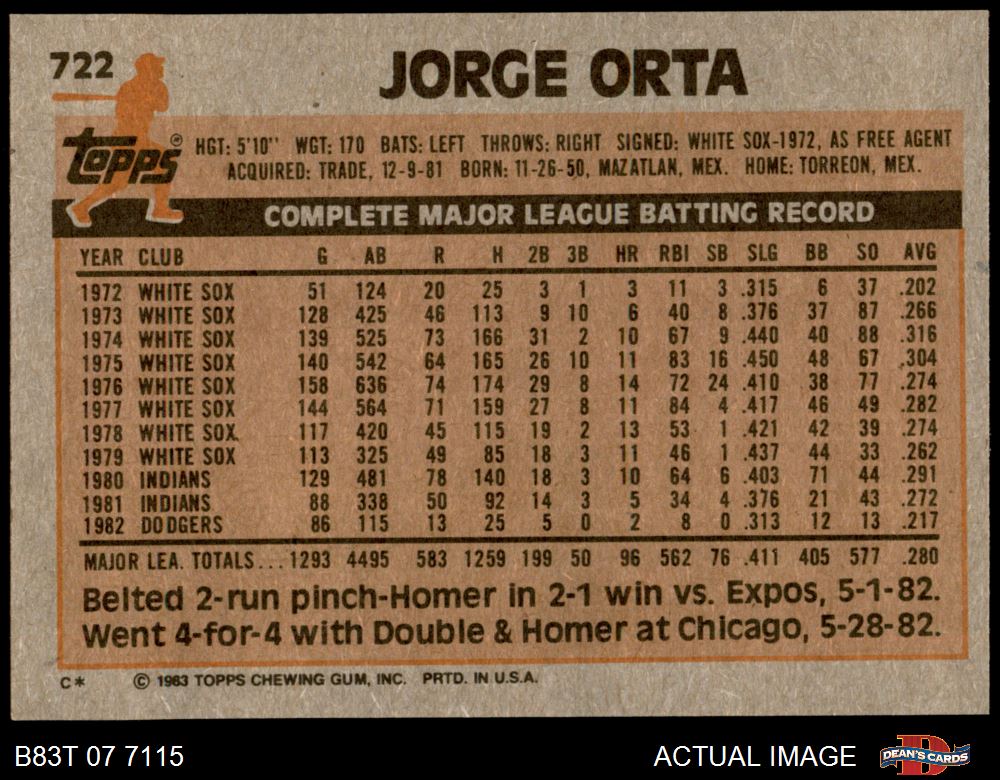 722
JORGE ORTA
Topps®
HGT: 5'10" WGT: 170 BATS: LEFT THROWS: RIGHT SIGNED: WHITE SOX-1972, AS FREE AGENT
ACQUIRED: TRADE, 12-9-81 BORN: 11-26-50, MAZATLAN, MEX. HOME: TORREON, MEX.
COMPLETE MAJOR LEAGUE BATTING RECORD
YEAR CLUB G AB R H 2B 3B HR RBI SB SLG BB SO AVG
1972 WHITE SOX 51 124 20 25 3 1 3 11 3 .315 6 37 .202
1973 WHITE SOX 128 425 46 113 9 10 6 40 8 .376 37 87 .266
1974 WHITE SOX 139 525 73 166 31 2 10 67 9 .440 40 88 .316
1975 WHITE SOX 140 542 64 165 26 10 11 83 16 .450 48 67 .304
1976 WHITE SOX 158 636 74 174 29 8 14 72 24 .410 38 77 .274
1977 WHITE SOX 144 564 71 159 27 8 11 84 4 .417 46 49 .282
1978 WHITE SOX 117 420 45 115 19 2 13 53 1 .421 42 39 .274
1979 WHITE SOX 113 325 49 85 18 3 11 46 1 .437 44 33 .262
1980 INDIANS 129 481 78 140 18 3 10 64 6 .403 71 44 .291
1981 INDIANS 88 338 50 92 14 3 5 34 4 .376 21 43 .272
1982 DODGERS 86 115 13 25 5 0 2 8 0 .313 12 13 .217
MAJOR LEA. TOTALS... 1293 4495 583 1259 199 50 96 562 76 .411 405 577 .280
Belted 2-run pinch-Homer in 2-1 win vs. Expos, 5-1-82.
Went 4-for-4 with Double & Homer at Chicago, 5-28-82.
C* © 1983 TOPPS CHEWING GUM, INC. PRTD. IN U.S.A.
B83T 07 7115 ACTUAL IMAGE DEAN'S CARDS